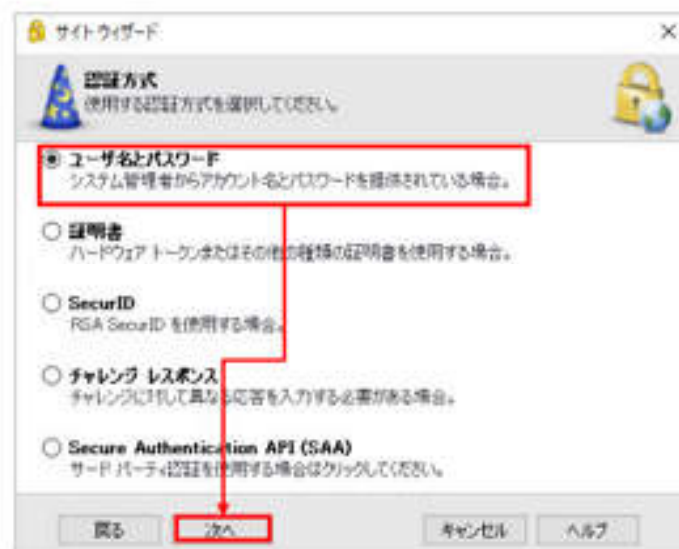 サイトウィザード
認証方式
使用する認証方式を選択してください。
ユーザ名とパスワード
システム管理者からアカウント名とパスワードを提供されている場合。
証明書
ハードウェア トークンまたはその他の種類の証明書を使用する場合。
SecurID
RSA SecurID を使用する場合。
チャレンジ レスポンス
チャレンジに対して異なる応答を入力する必要がある場合。
Secure Authentication API (SAA)
サード パーティ認証を使用する場合はクリックしてください。
戻る 次へ キャンセル ヘルプ